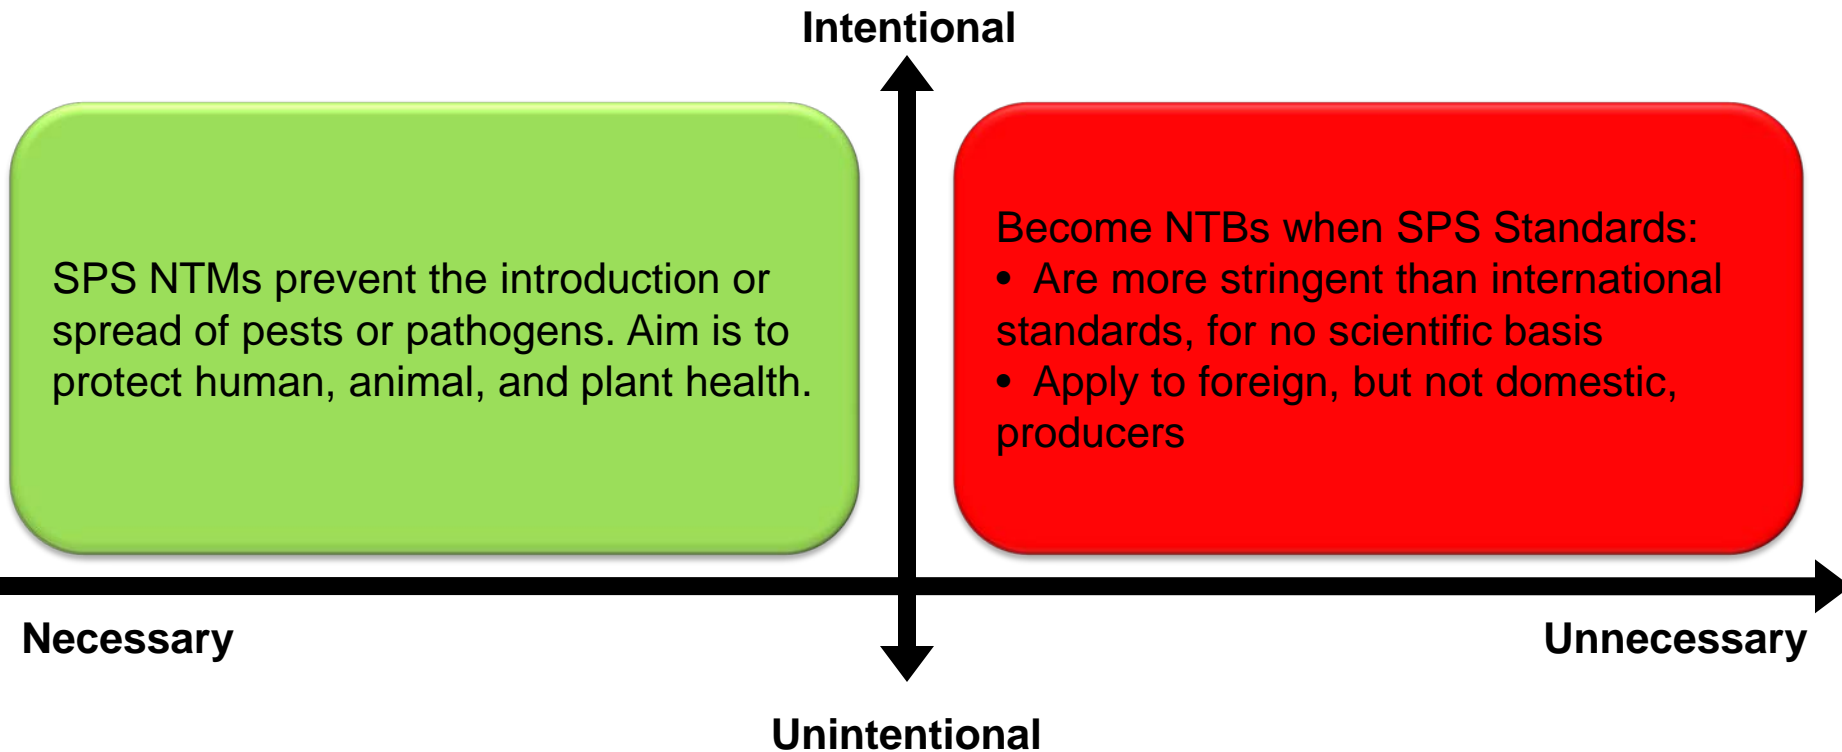 Intentional
SPS NTMs prevent the introduction or
spread of pests or pathogens. Aim is to
protect human, animal, and plant health.
Become NTBs when SPS Standards:
• Are more stringent than international
standards, for no scientific basis
• Apply to foreign, but not domestic,
producers
Necessary
Unnecessary
Unintentional